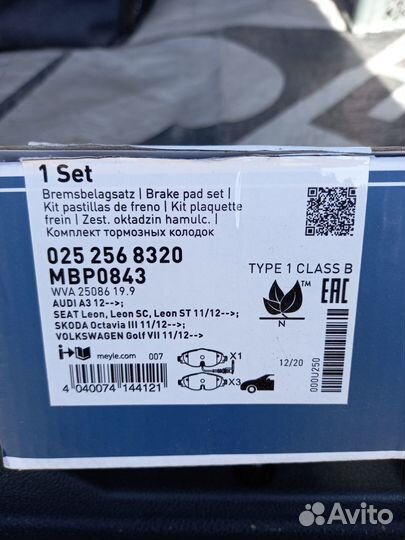 1 Set
Bremsbelagsatz | Brake pad set |
Kit pastillas de freno | Kit plaquette
frein | Zest. okładzin hamulc. |
Комплект тормозных колодок
025 256 8320
MBP0843
WVA 25086 19.9
AUDI A3 12-->;
SEAT Leon, Leon SC, Leon ST 11/12-->;
SKODA Octavia III 11/12-->;
VOLKSWAGEN Golf VII 11/12-->;
TYPE 1 CLASS B
TM
N
EAC
meyle.com
007
X1
X3
4 040074 144121
12/20
000U250
Avito